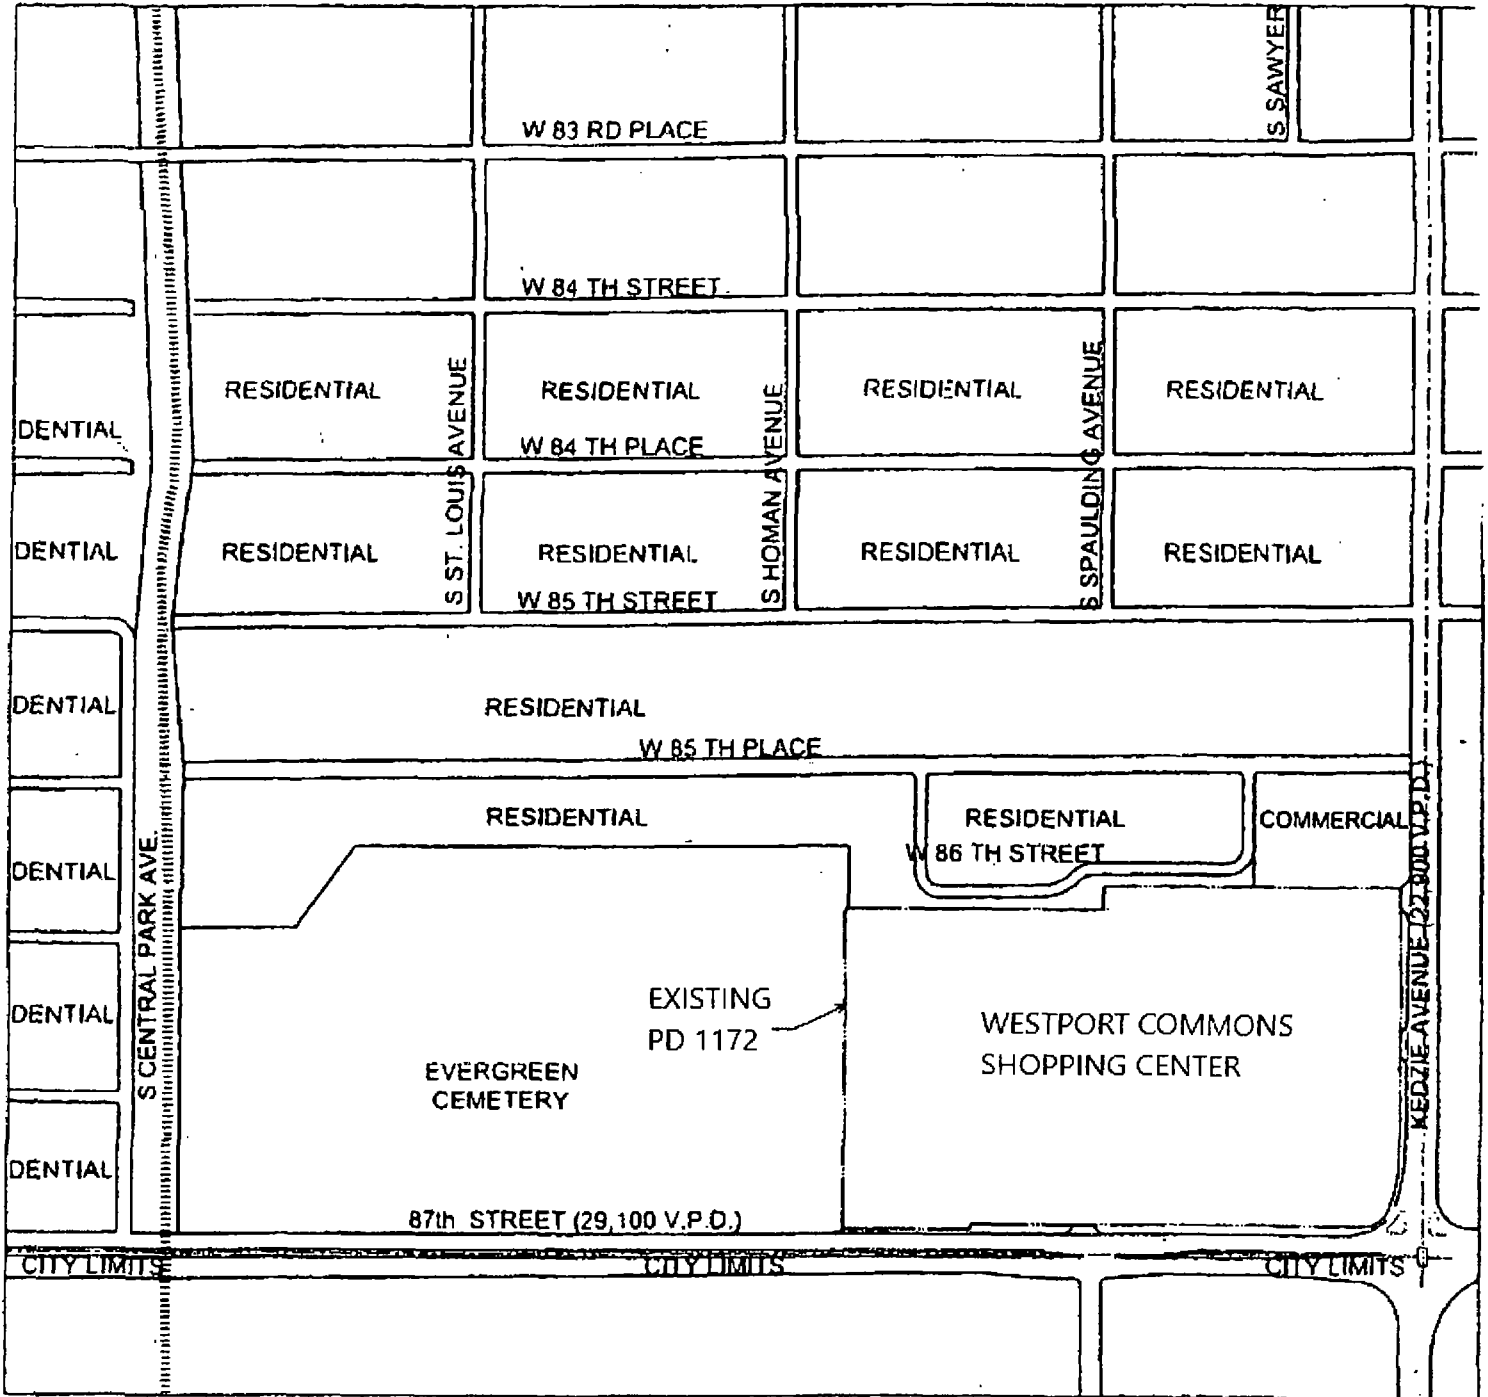 S SAWYER
W 83 RD PLACE
W 84 TH STREET
RESIDENTIAL
RESIDENTIAL
RESIDENTIAL
RESIDENTIAL
DENTIAL
W 84 TH PLACE
S ST. LOUIS AVENUE
S HOMAN AVENUE
S SPAULDING AVENUE
DENTIAL
RESIDENTIAL
RESIDENTIAL
RESIDENTIAL
RESIDENTIAL
W 85 TH STREET
DENTIAL
RESIDENTIAL
W 85 TH PLACE
RESIDENTIAL
RESIDENTIAL
COMMERCIAL
W 86 TH STREET
DENTIAL
S CENTRAL PARK AVE.
KEDZIE AVENUE (22,900 V.P.D.)
DENTIAL
EXISTING
PD 1172
WESTPORT COMMONS
SHOPPING CENTER
EVERGREEN
CEMETERY
DENTIAL
87th STREET (29,100 V.P.D.)
CITY LIMITS
CITY LIMITS
CITY LIMITS